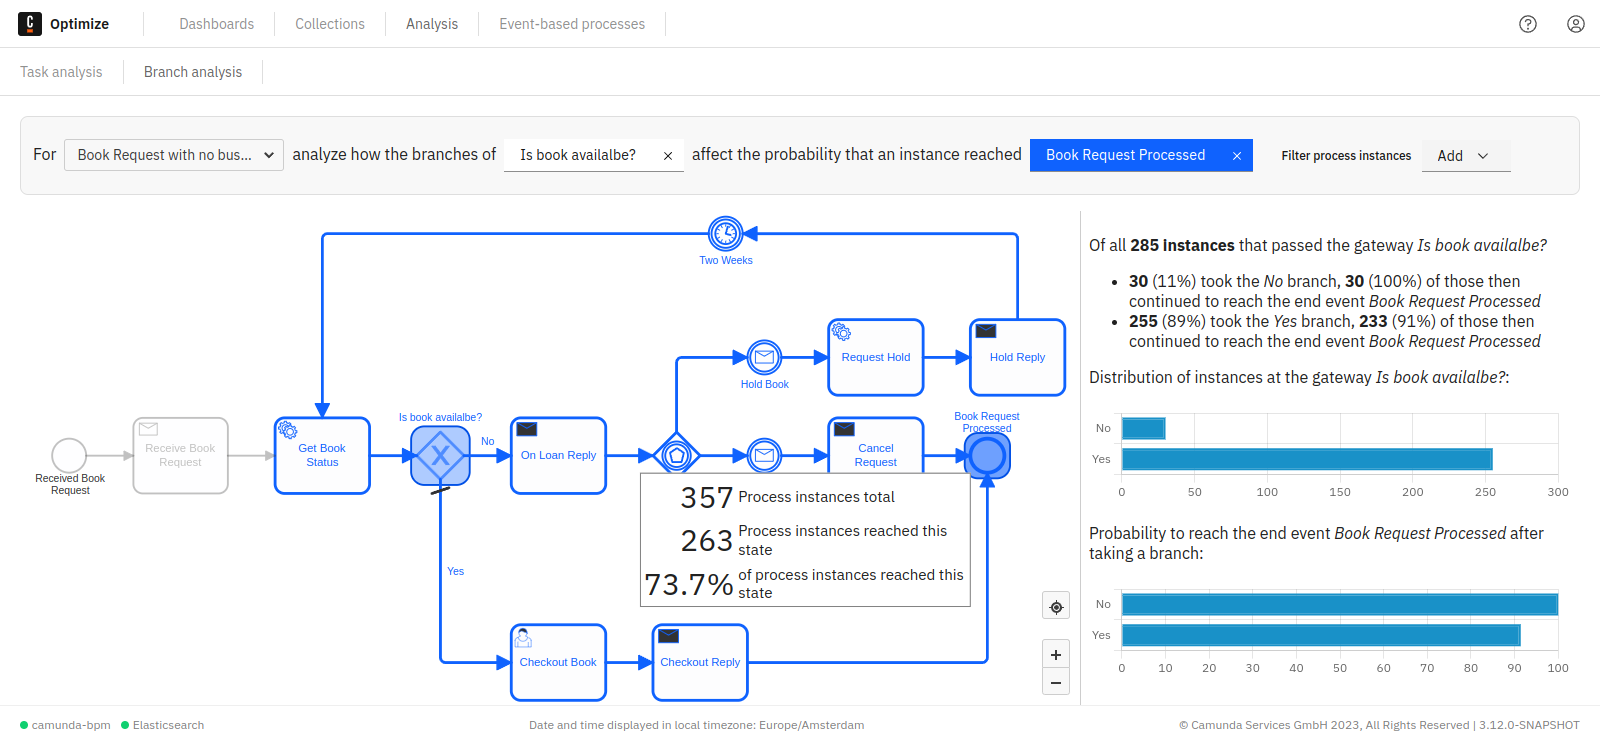 C Optimize Dashboards Collections Analysis Event-based processes
Task analysis Branch analysis
For Book Request with no bus... analyze how the branches of Is book availalbe? × affect the probability that an instance reached Book Request Processed × Filter process instances Add
Two Weeks
Request Hold
Hold Reply
Hold Book
Received Book
Request
Receive Book
Request
Get Book
Status
Is book availalbe?
X
No
On Loan Reply
Cancel
Request
Book Request
Processed
357 Process instances total
263 Process instances reached this
state
73.7% of process instances reached this
state
Yes
Checkout Book
Checkout Reply
+
−
Of all 285 Instances that passed the gateway Is book availalbe?
• 30 (11%) took the No branch, 30 (100%) of those then
continued to reach the end event Book Request Processed
• 255 (89%) took the Yes branch, 233 (91%) of those then
continued to reach the end event Book Request Processed
Distribution of instances at the gateway Is book availalbe?:
No
Yes
0 50 100 150 200 250 300
Probability to reach the end event Book Request Processed after
taking a branch:
No
Yes
0 10 20 30 40 50 60 70 80 90 100
camunda-bpm Elasticsearch Date and time displayed in local timezone: Europe/Amsterdam © Camunda Services GmbH 2023, All Rights Reserved | 3.12.0-SNAPSHOT